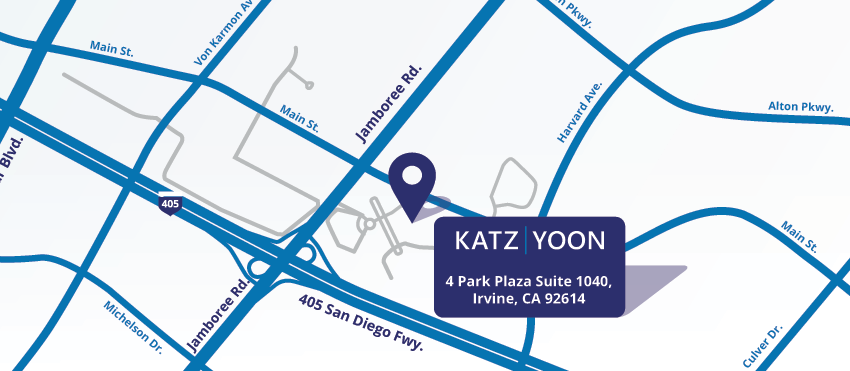 Main St.
Von Karmon Av
Pkwy.
Jamboree Rd.
Harvard Ave.
Alton Pkwy.
Main St.
Blvd.
405
KATZ | YOON
4 Park Plaza Suite 1040,
Irvine, CA 92614
Main St.
Jamboree Rd.
405 San Diego Fwy.
Michelson Dr.
Culver Dr.